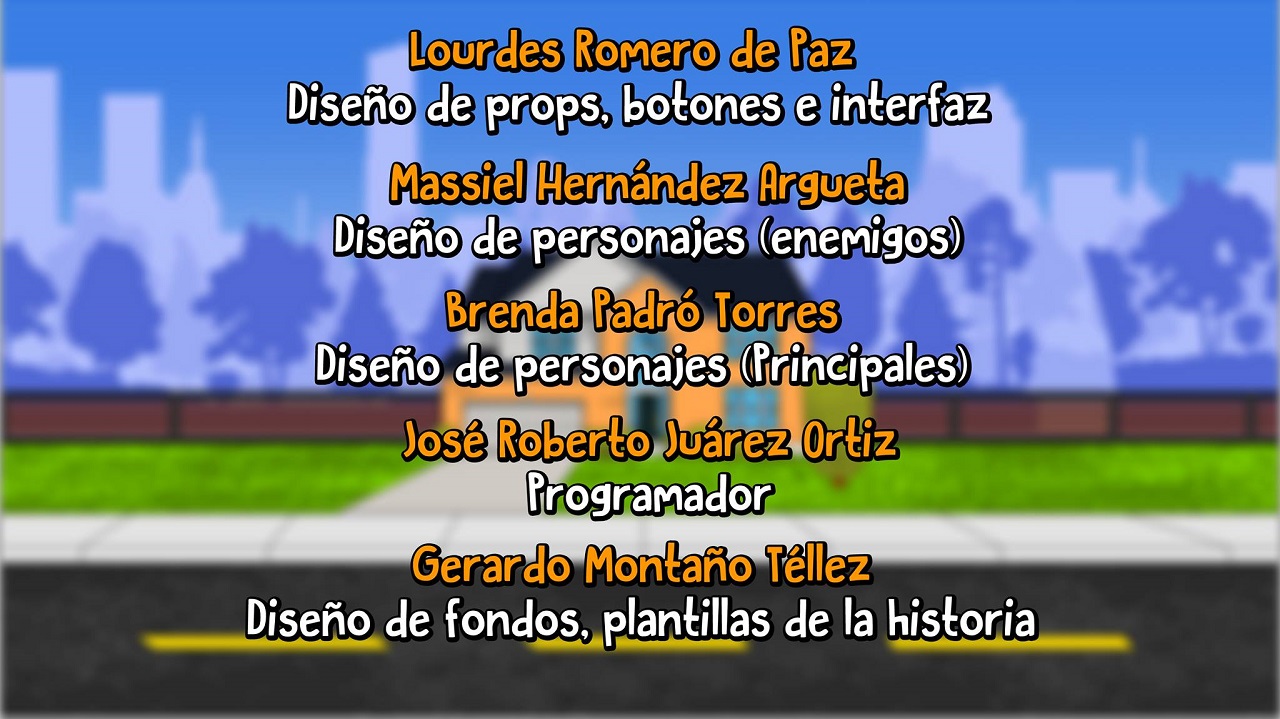 Lourdes Romero de Paz
Diseño de props, botones e interfaz
Massiel Hernández Argueta
Diseño de personajes (enemigos)
Brenda Padró Torres
Diseño de personajes (Principales)
José Roberto Juárez Ortiz
Programador
Gerardo Montaño Téllez
Diseño de fondos, plantillas de la historia